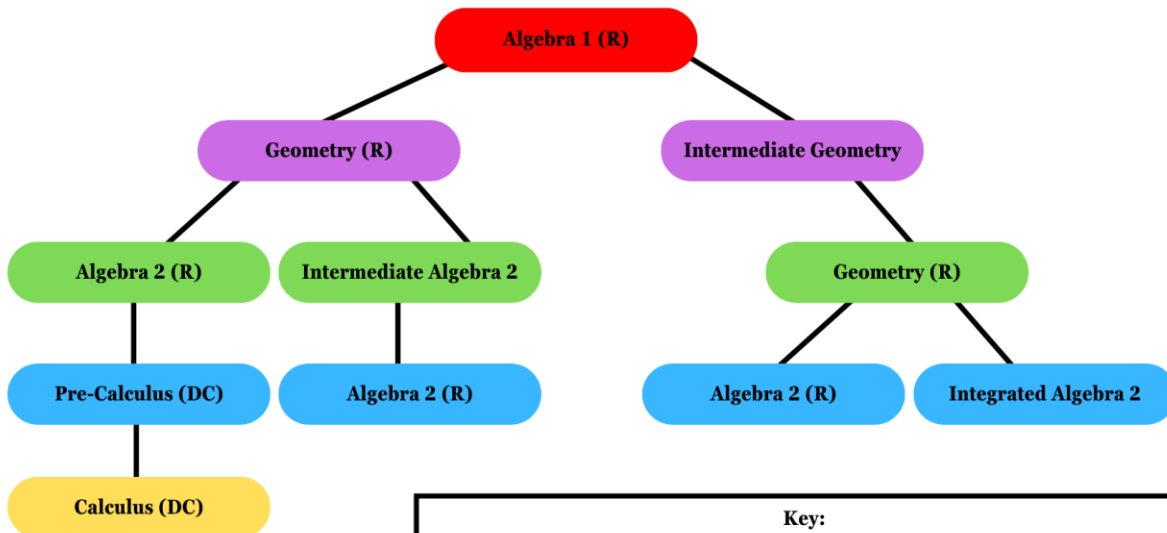 Algebra 1 (R)
Geometry (R)
Intermediate Geometry
Algebra 2 (R)
Intermediate Algebra 2
Geometry (R)
Pre-Calculus (DC)
Algebra 2 (R)
Algebra 2 (R)
Integrated Algebra 2
Calculus (DC)
Key: